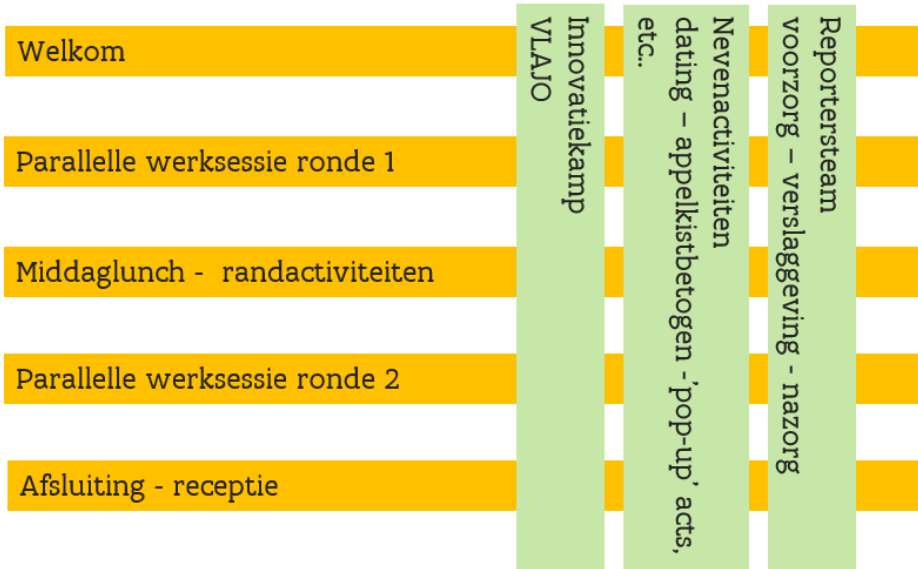 Welkom
Parallelle werksessie ronde 1
Middaglunch - randactiviteiten
Parallelle werksessie ronde 2
Afsluiting - receptie
Innovatiekamp
VLAJO
Nevenactiviteiten
dating – appelkistbetogen -'pop-up' acts,
etc..
Reportersteam
voorzorg – verslaggeving - nazorg